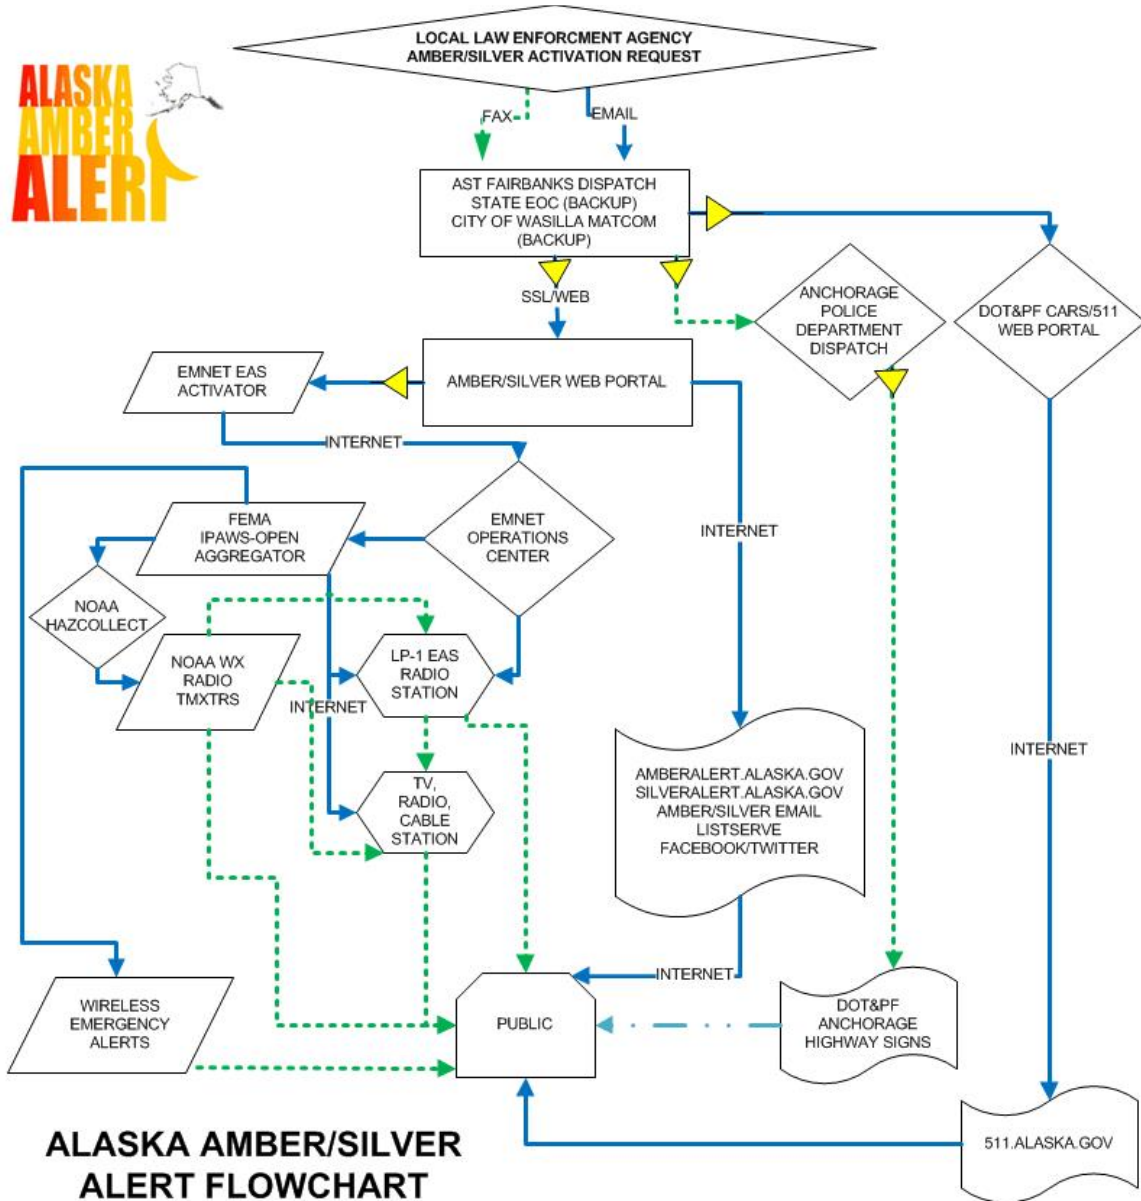 LOCAL LAW ENFORCMENT AGENCY
AMBER/SILVER ACTIVATION REQUEST
ALASKA
AMBER
ALERT
FAX
EMAIL
AST FAIRBANKS DISPATCH
STATE EOC (BACKUP)
CITY OF WASILLA MATCOM
(BACKUP)
SSL/WEB
ANCHORAGE
POLICE
DEPARTMENT
DISPATCH
DOT&PF CARS/511
WEB PORTAL
EMNET EAS
ACTIVATOR
AMBER/SILVER WEB PORTAL
INTERNET
FEMA
IPAWS-OPEN
AGGREGATOR
EMNET
OPERATIONS
CENTER
INTERNET
NOAA
HAZCOLLECT
NOAA WX
RADIO
TMXTRS
LP-1 EAS
RADIO
STATION
INTERNET
INTERNET
TV,
RADIO,
CABLE
STATION
AMBERALERT.ALASKA.GOV
SILVERALERT.ALASKA.GOV
AMBER/SILVER EMAIL
LISTSERVE
FACEBOOK/TWITTER
INTERNET
WIRELESS
EMERGENCY
ALERTS
PUBLIC
DOT&PF
ANCHORAGE
HIGHWAY SIGNS
511.ALASKA.GOV
ALASKA AMBER/SILVER
ALERT FLOWCHART